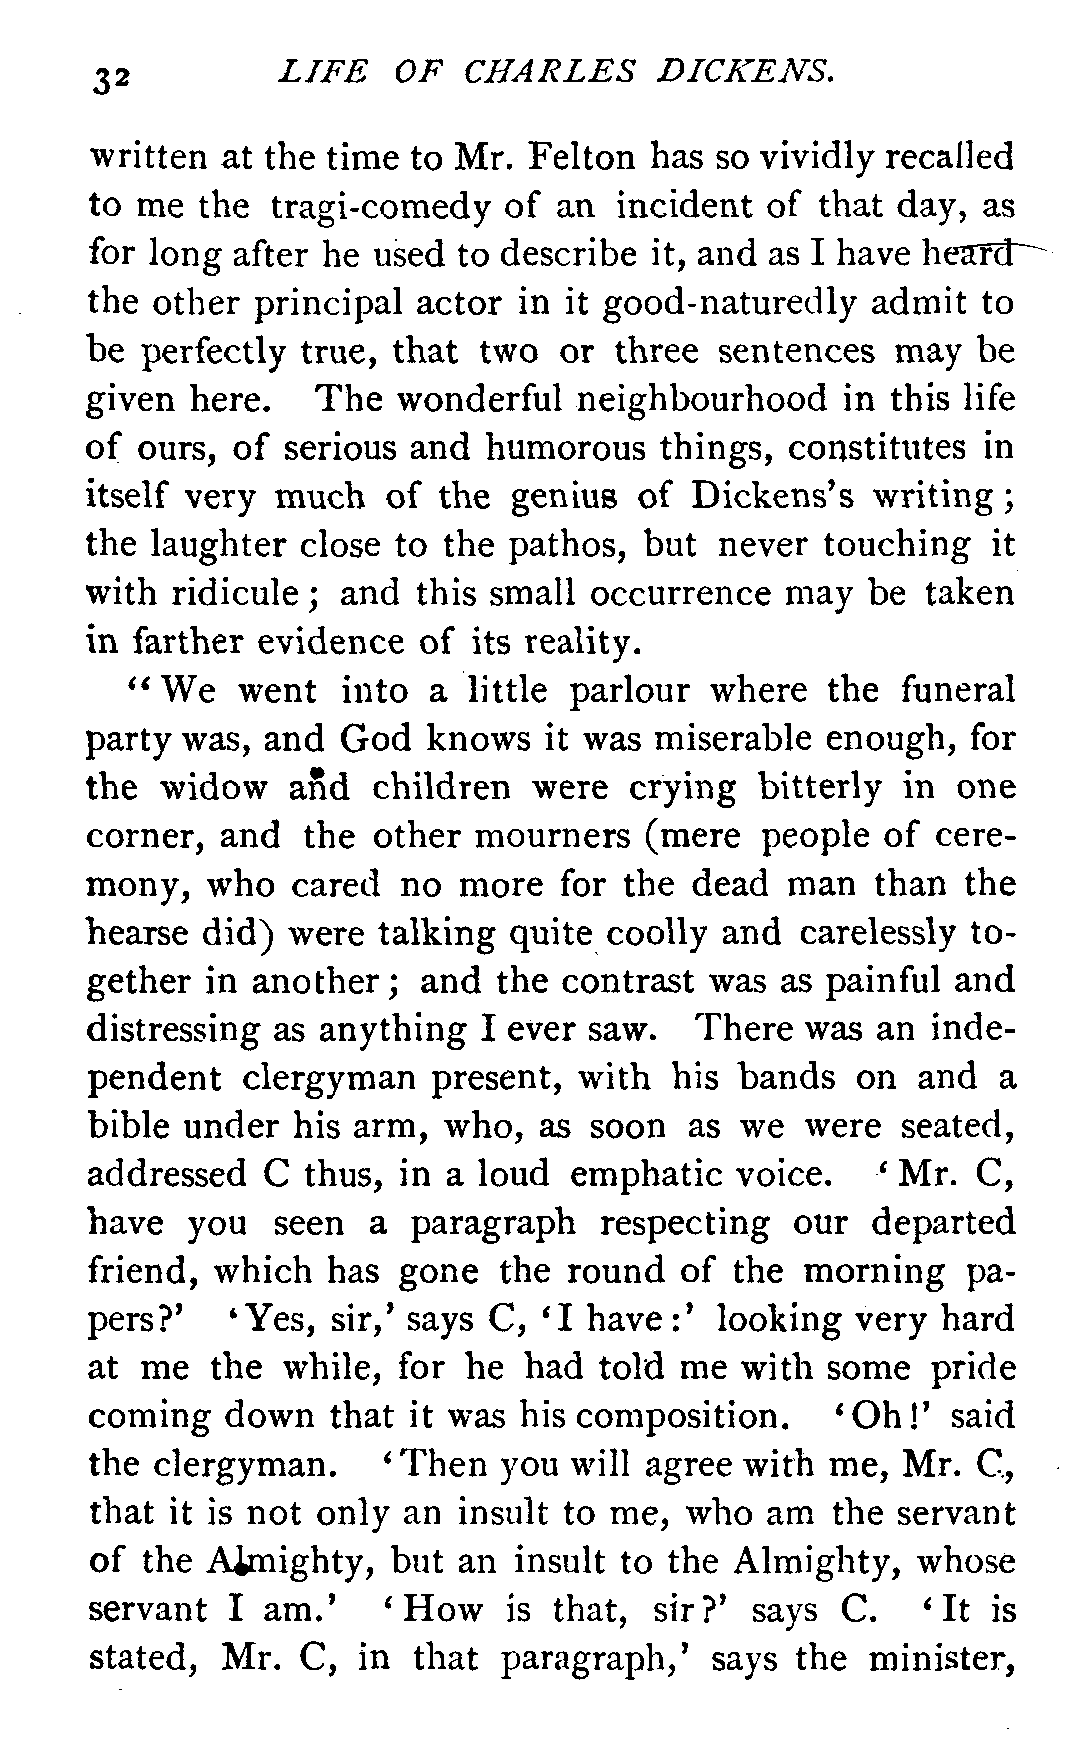 32 LIFE OF CHARLES DICKENS.
written at the time to Mr. Felton has so vividly recalled
to me the tragi-comedy of an incident of that day, as
for long after he used to describe it, and as I have heard
the other principal actor in it good-naturedly admit to
be perfectly true, that two or three sentences may be
given here. The wonderful neighbourhood in this life
of ours, of serious and humorous things, constitutes in
itself very much of the genius of Dickens's writing;
the laughter close to the pathos, but never touching it
with ridicule; and this small occurrence may be taken
in farther evidence of its reality.
"We went into a little parlour where the funeral
party was, and God knows it was miserable enough, for
the widow and children were crying bitterly in one
corner, and the other mourners (mere people of cere-
mony, who cared no more for the dead man than the
hearse did) were talking quite coolly and carelessly to-
gether in another; and the contrast was as painful and
distressing as anything I ever saw. There was an inde-
pendent clergyman present, with his bands on and a
bible under his arm, who, as soon as we were seated,
addressed C thus, in a loud emphatic voice. 'Mr. C,
have you seen a paragraph respecting our departed
friend, which has gone the round of the morning pa-
pers?' 'Yes, sir,' says C, 'I have:' looking very hard
at me the while, for he had told me with some pride
coming down that it was his composition. 'Oh!' said
the clergyman. 'Then you will agree with me, Mr. C.,
that it is not only an insult to me, who am the servant
of the Almighty, but an insult to the Almighty, whose
servant I am.' 'How is that, sir?' says C. 'It is
stated, Mr. C, in that paragraph,' says the minister,